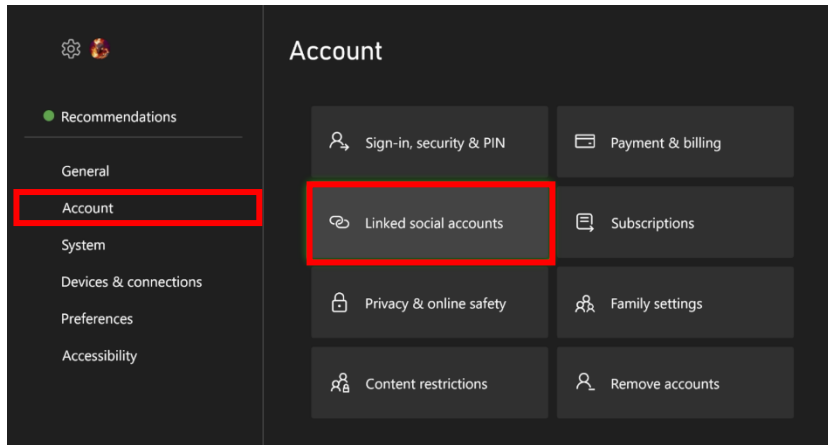 Account
Recommendations
General
Account
System
Devices & connections
Preferences
Accessibility
Sign-in, security & PIN
Payment & billing
Linked social accounts
Subscriptions
Privacy & online safety
Family settings
Content restrictions
Remove accounts